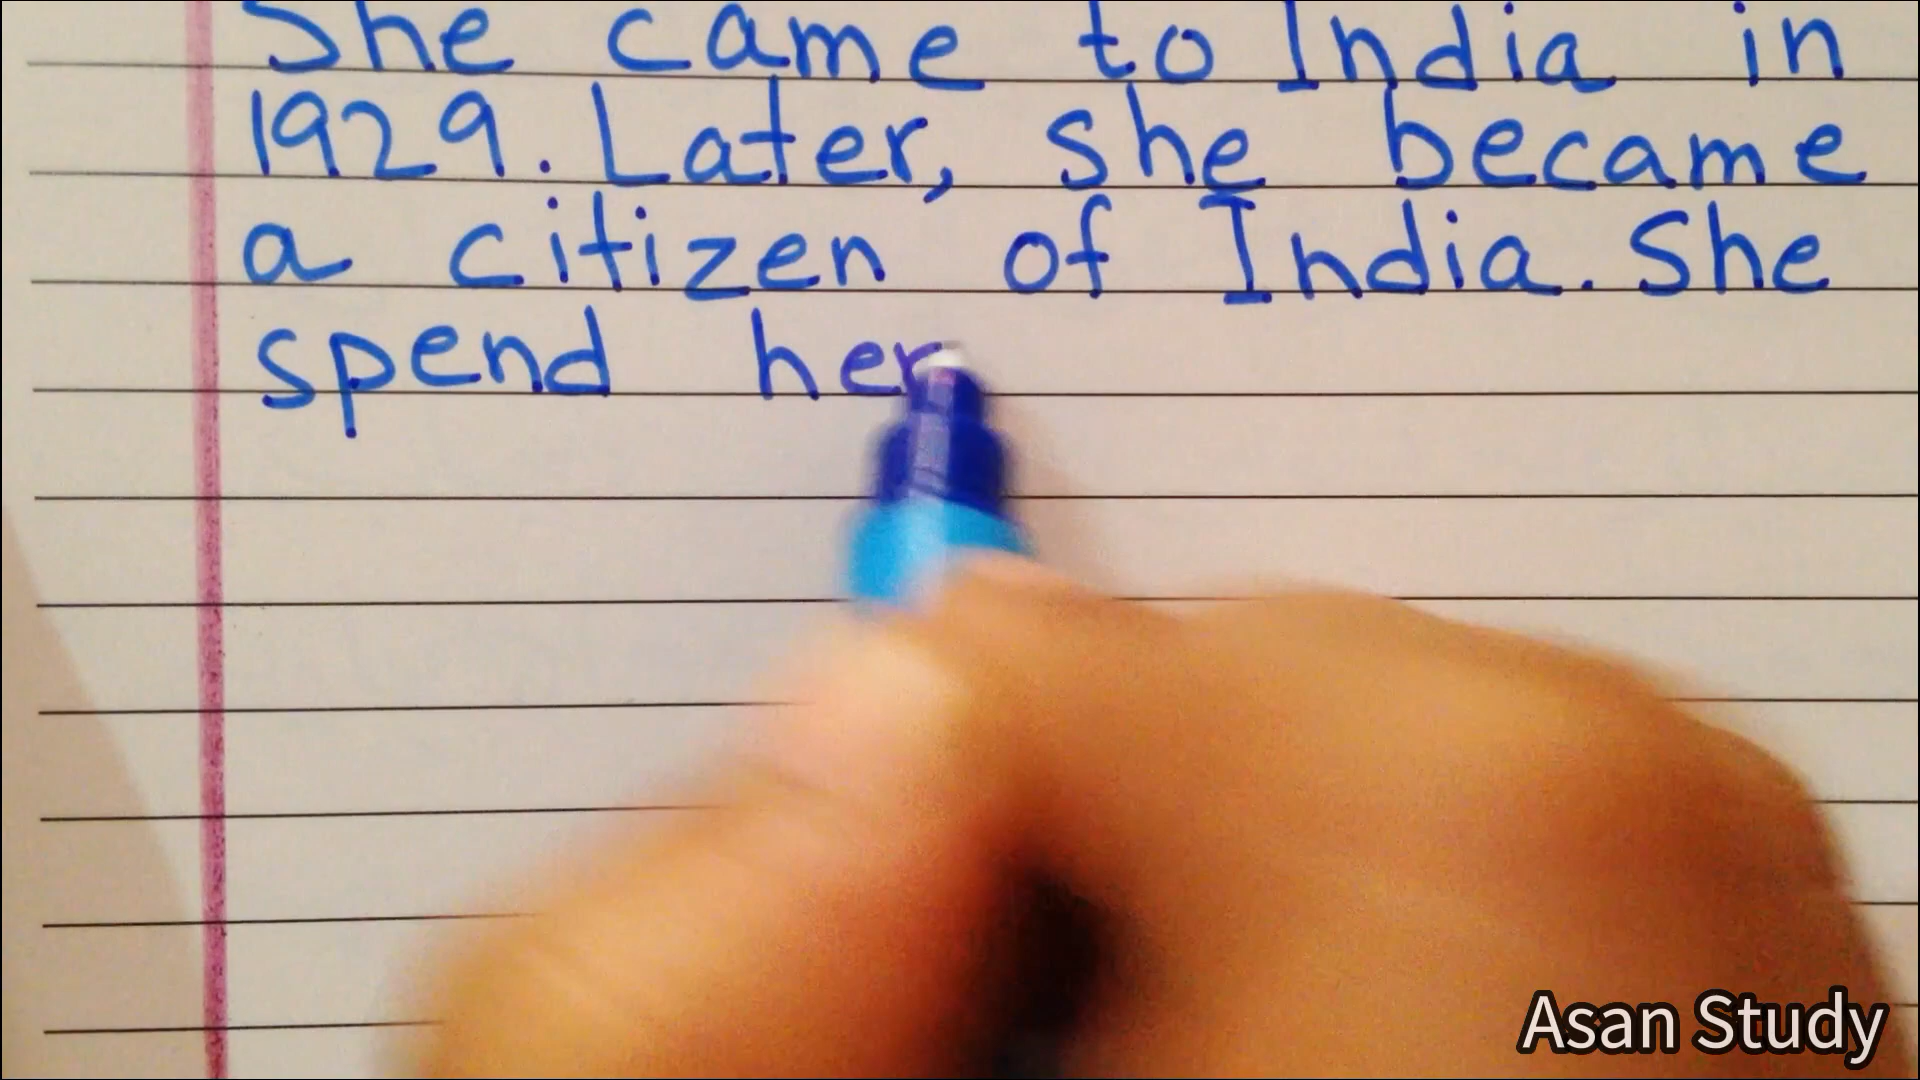 She came to India in
1929. Later, she became
a citizen of India. She
spend her
Asan Study